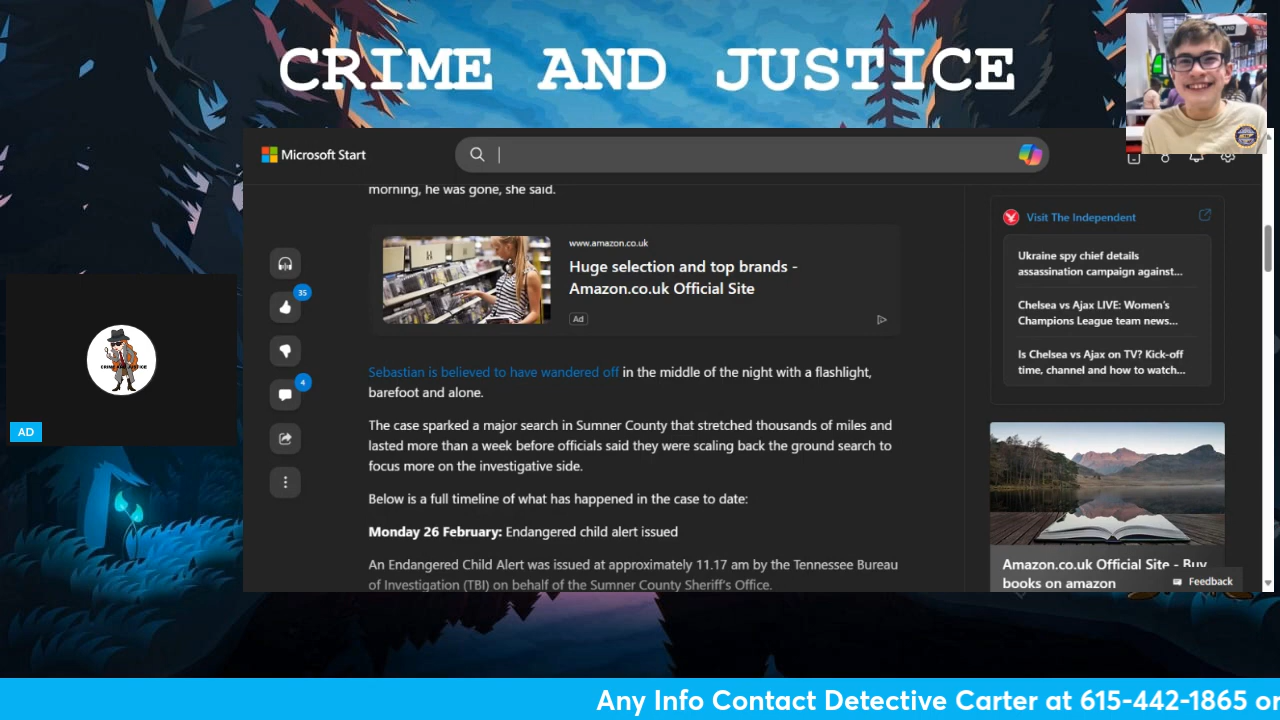 CRIME AND JUSTICE
Microsoft Start
morning, he was gone, she said.
www.amazon.co.uk
Huge selection and top brands -
Amazon.co.uk Official Site
Ad
35
4
Sebastian is believed to have wandered off in the middle of the night with a flashlight,
barefoot and alone.
The case sparked a major search in Sumner County that stretched thousands of miles and
lasted more than a week before officials said they were scaling back the ground search to
focus more on the investigative side.
Below is a full timeline of what has happened in the case to date:
Monday 26 February: Endangered child alert issued
An Endangered Child Alert was issued at approximately 11.17 am by the Tennessee Bureau
of Investigation (TBI) on behalf of the Sumner County Sheriff's Office.
Visit The Independent
Ukraine spy chief details
assassination campaign against...
Chelsea vs Ajax LIVE: Women's
Champions League team news...
Is Chelsea vs Ajax on TV? Kick-off
time, channel and how to watch...
Amazon.co.uk Official Site - Buy
books on amazon
Feedback
CRIME AND JUSTICE
AD
Any Info Contact Detective Carter at 615-442-1865 or